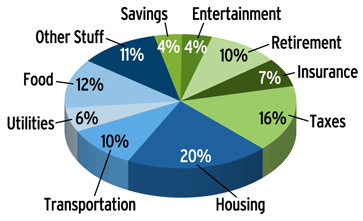 Savings
Entertainment
Other Stuff
4%
4%
Retirement
11%
10%
Insurance
Food
7%
12%
Utilities
6%
16%
Taxes
10%
20%
Transportation
Housing